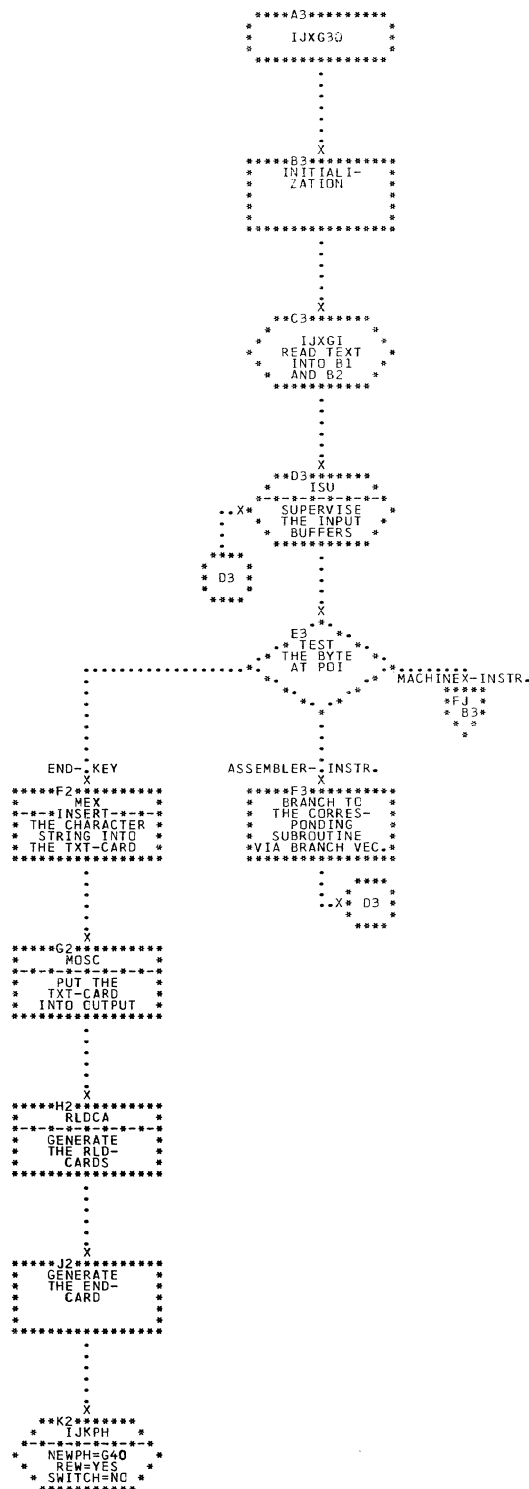 A3
IJXG30
B3
INITIALI-
ZATION
C3
IJXGI
READ TEXT
INTO B1
AND B2
D3
ISU
SUPERVISE
THE INPUT
BUFFERS
D3
E3
TEST
THE BYTE
AT POI
MACHINEX-INSTR.
FJ
B3
END-KEY
ASSEMBLER-INSTR.
F2
MEX
INSERT
THE CHARACTER
STRING INTO
THE TXT-CARD
F3
BRANCH TO
THE CORRES-
PONDING
SUBROUTINE
VIA BRANCH VEC.
D3
G2
MOSC
PUT THE
TXT-CARD
INTO CUTPUT
H2
RLDCA
GENERATE
THE RLD-
CARDS
J2
GENERATE
THE END-
CARD
K2
IJKPH
NEWPH=G40
REW=YES
SWITCH=NO